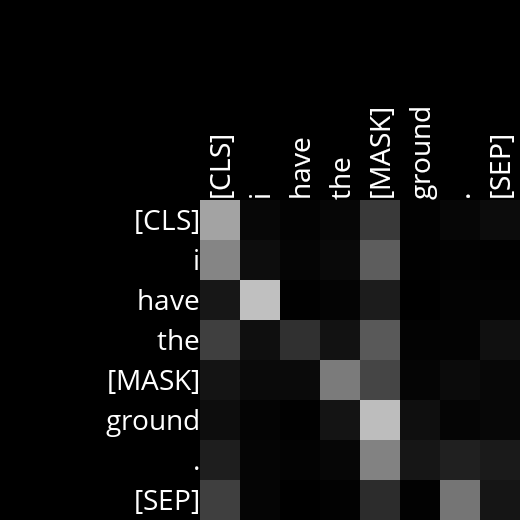 [CLS] i have the [MASK] ground . [SEP]
[CLS]
i
have
the
[MASK]
ground
.
[SEP]